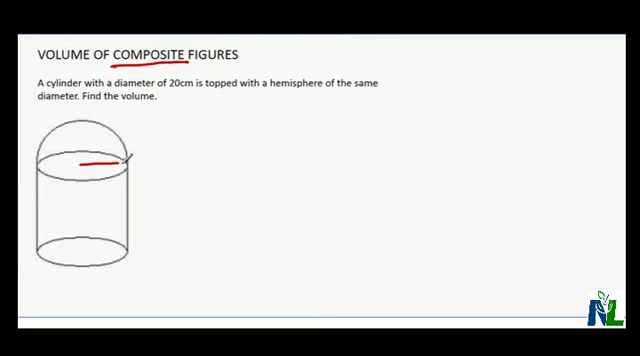 VOLUME OF COMPOSITE FIGURES
A cylinder with a diameter of 20cm is topped with a hemisphere of the same
diameter. Find the volume.
NL